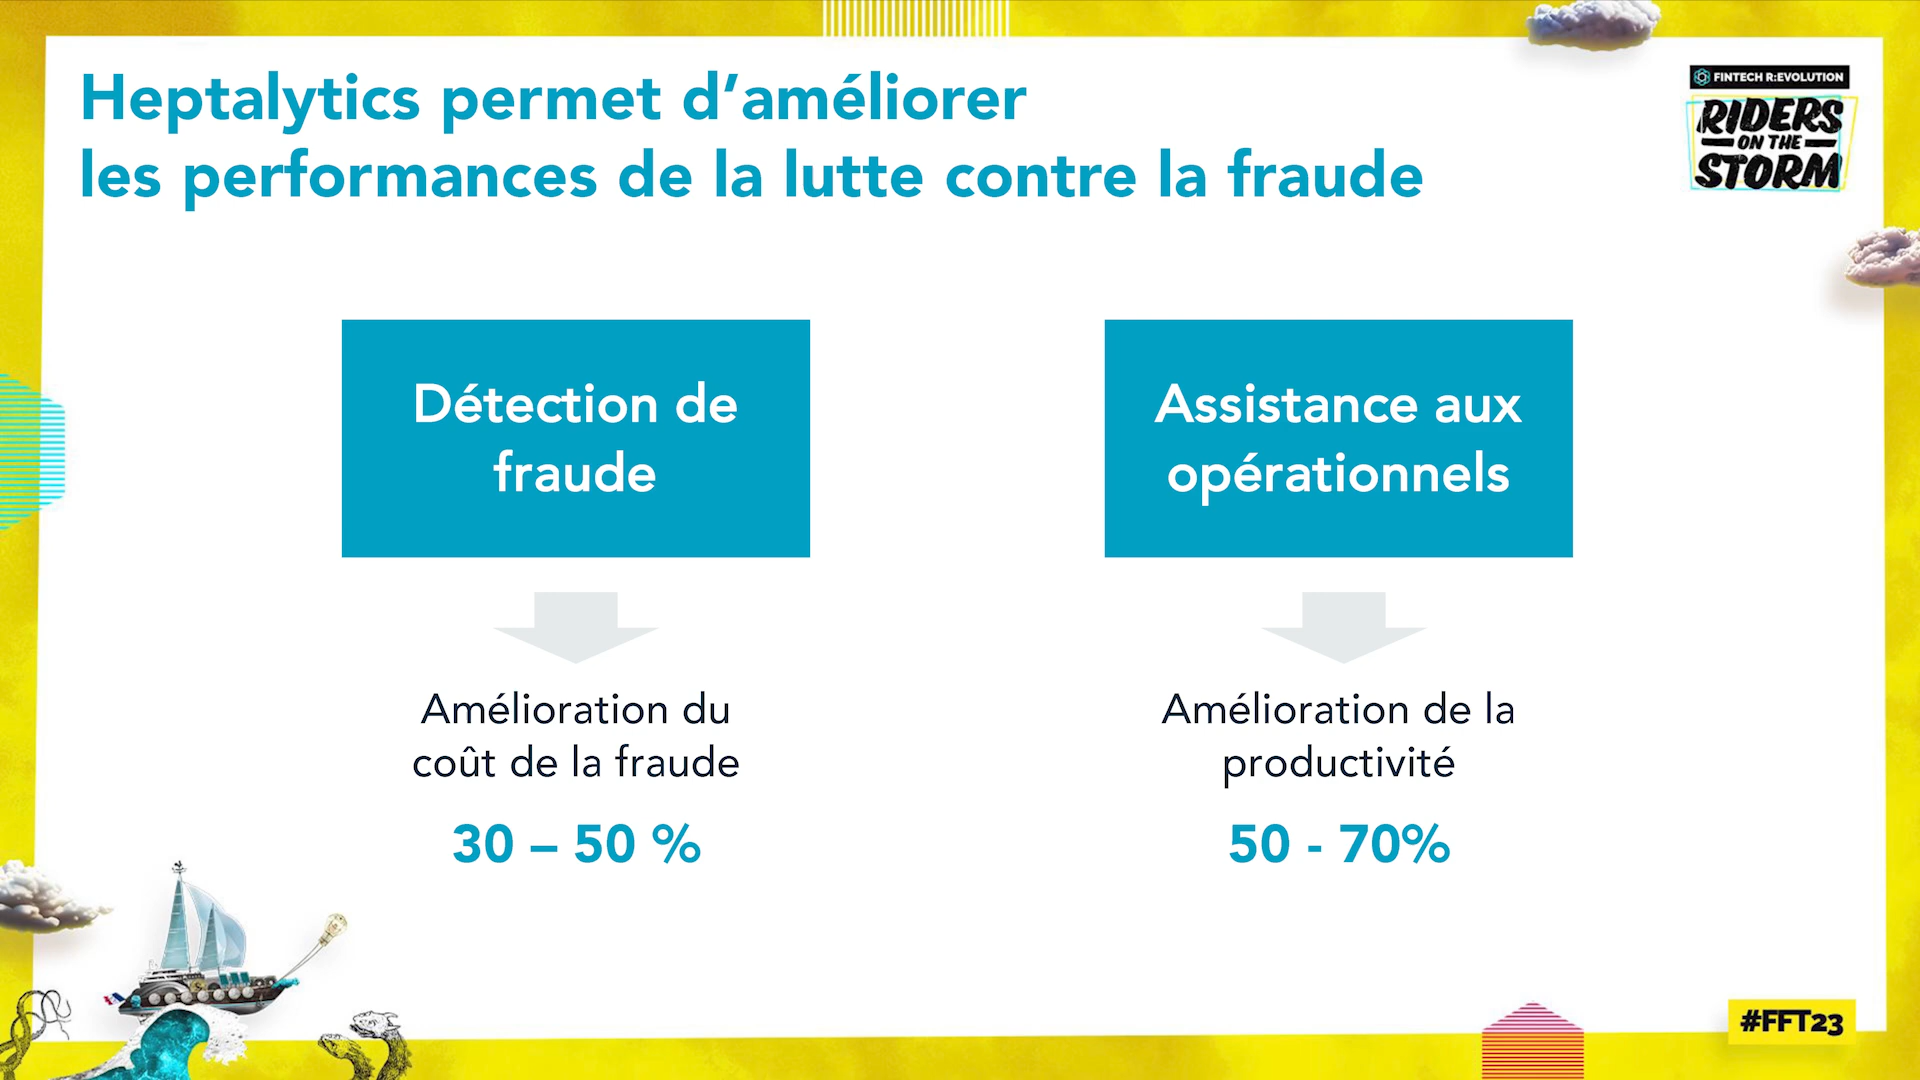 Heptalytics permet d’améliorer
les performances de la lutte contre la fraude
FINTECH R:EVOLUTION
RIDERS
ON THE
STORM
Détection de
fraude
Assistance aux
opérationnels
Amélioration du
coût de la fraude
30 – 50 %
Amélioration de la
productivité
50 - 70%
#FFT23